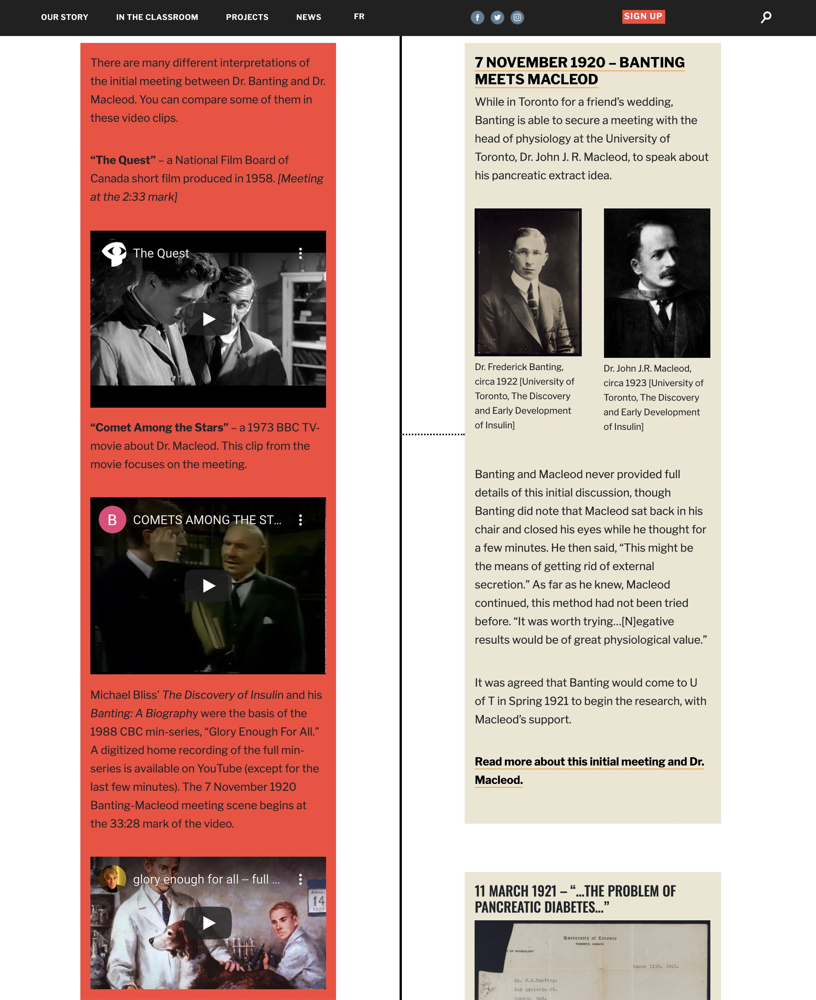 OUR STORY
IN THE CLASSROOM
PROJECTS
NEWS
FR
SIGN UP
There are many different interpretations of
the initial meeting between Dr. Banting and Dr.
Macleod. You can compare some of them in
these video clips.
“The Quest” – a National Film Board of
Canada short film produced in 1958. [Meeting
at the 2:33 mark]
The Quest
“Comet Among the Stars” – a 1973 BBC TV-
movie about Dr. Macleod. This clip from the
movie focuses on the meeting.
B
COMETS AMONG THE ST...
Michael Bliss’ The Discovery of Insulin and his
Banting: A Biography were the basis of the
1988 CBC min-series, “Glory Enough For All.”
A digitized home recording of the full min-
series is available on YouTube (except for the
last few minutes). The 7 November 1920
Banting-Macleod meeting scene begins at
the 33:28 mark of the video.
glory enough for all -- full ...
AUGUST
14
1921
7 NOVEMBER 1920 – BANTING
MEETS MACLEOD
While in Toronto for a friend’s wedding,
Banting is able to secure a meeting with the
head of physiology at the University of
Toronto, Dr. John J. R. Macleod, to speak about
his pancreatic extract idea.
Dr. Frederick Banting,
circa 1922 [University of
Toronto, The Discovery
and Early Development
of Insulin]
Dr. John J.R. Macleod,
circa 1923 [University of
Toronto, The Discovery
and Early Development
of Insulin]
Banting and Macleod never provided full
details of this initial discussion, though
Banting did note that Macleod sat back in his
chair and closed his eyes while he thought for
a few minutes. He then said, “This might be
the means of getting rid of external
secretion.” As far as he knew, Macleod
continued, this method had not been tried
before. “It was worth trying…[N]egative
results would be of great physiological value.”
It was agreed that Banting would come to U
of T in Spring 1921 to begin the research, with
Macleod’s support.
Read more about this initial meeting and Dr.
Macleod.
11 MARCH 1921 – “…THE PROBLEM OF
PANCREATIC DIABETES…”
University of Toronto
TORONTO, CANADA
T OF PHYSIOLOGY
March 11th, 1921.
Dr. F.G.Banting.
442 Adelaide St.
London, Ont.